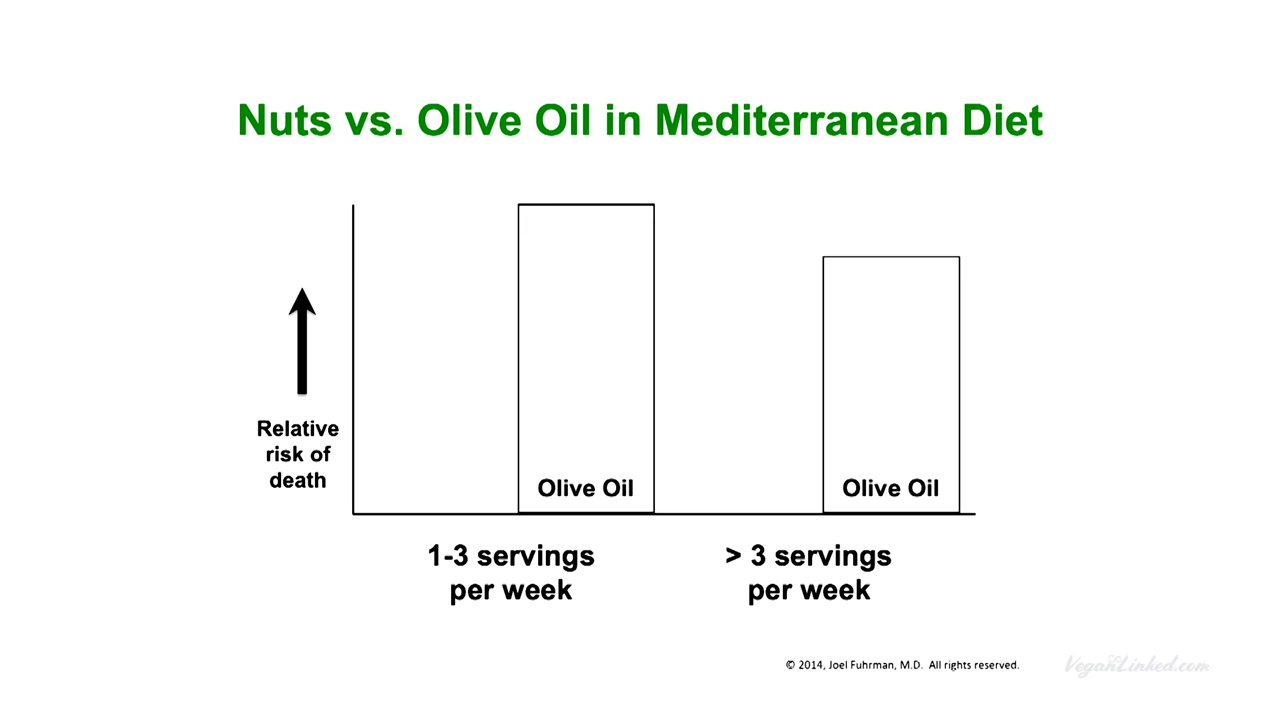 Nuts vs. Olive Oil in Mediterranean Diet
Relative
risk of
death
Olive Oil
Olive Oil
1-3 servings
per week
> 3 servings
per week
© 2014, Joel Fuhrman, M.D. All rights reserved.
VeganLinked.com